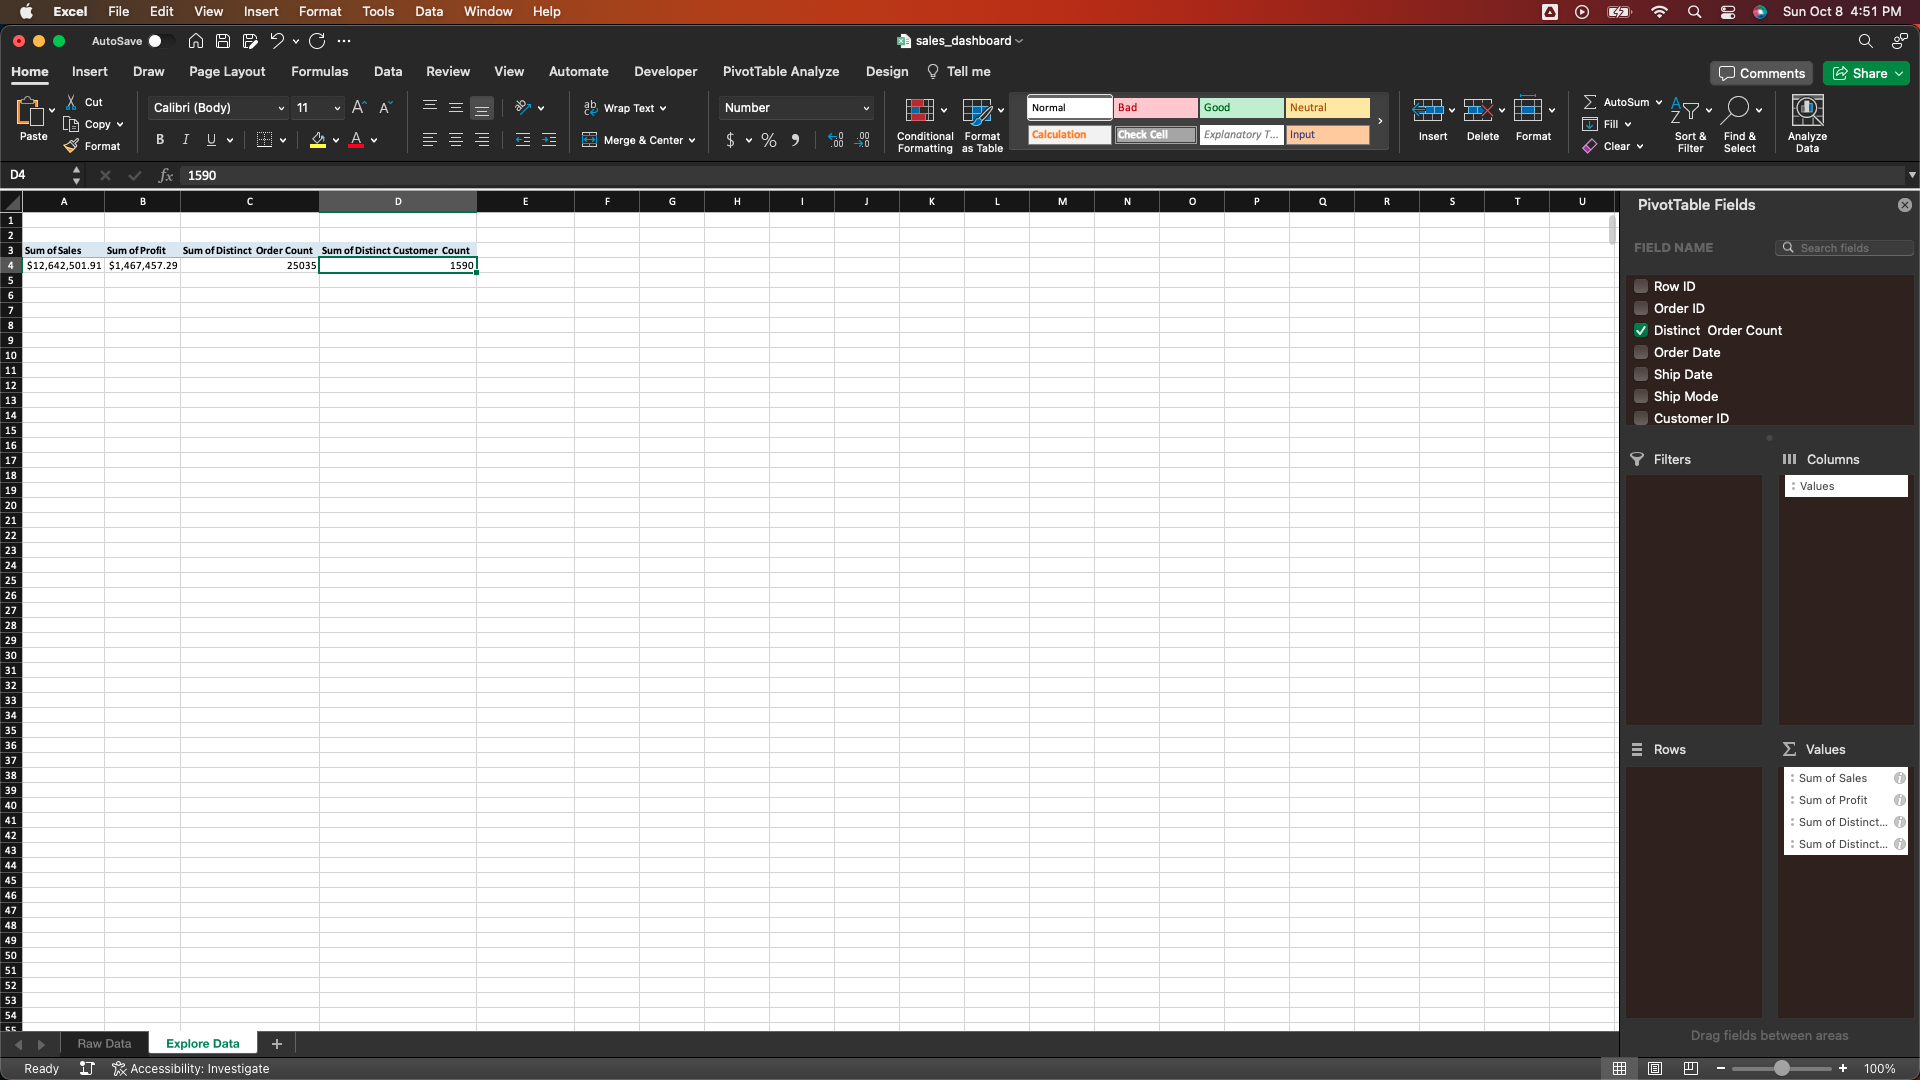 Excel File Edit View Insert Format Tools Data Window Help Sun Oct 8 4:51 PM
AutoSave sales_dashboard
Home Insert Draw Page Layout Formulas Data Review View Automate Developer PivotTable Analyze Design Tell me Comments Share
Paste Cut Copy Format
Calibri (Body) 11 A A
B I U A
ab Wrap Text
Merge & Center
Number
$ % 9
Conditional Formatting Format as Table
Normal Bad Good Neutral
Calculation Check Cell Explanatory T... Input
Insert Delete Format
AutoSum Fill Clear
Sort & Filter Find & Select Analyze Data
D4 fx 1590
A B C D E F G H I J K L M N O P Q R S T U
1
2
3 Sum of Sales Sum of Profit Sum of Distinct Order Count Sum of Distinct Customer Count
4 $12,642,501.91 $1,467,457.29 25035 1590
5
6
7
8
9
10
11
12
13
14
15
16
17
18
19
20
21
22
23
24
25
26
27
28
29
30
31
32
33
34
35
36
37
38
39
40
41
42
43
44
45
46
47
48
49
50
51
52
53
54
55
PivotTable Fields
FIELD NAME Search fields
Row ID
Order ID
Distinct Order Count
Order Date
Ship Date
Ship Mode
Customer ID
Filters Columns
Values
Rows Values
Sum of Sales
Sum of Profit
Sum of Distinct...
Sum of Distinct...
Drag fields between areas
Raw Data Explore Data +
Ready Accessibility: Investigate 100%